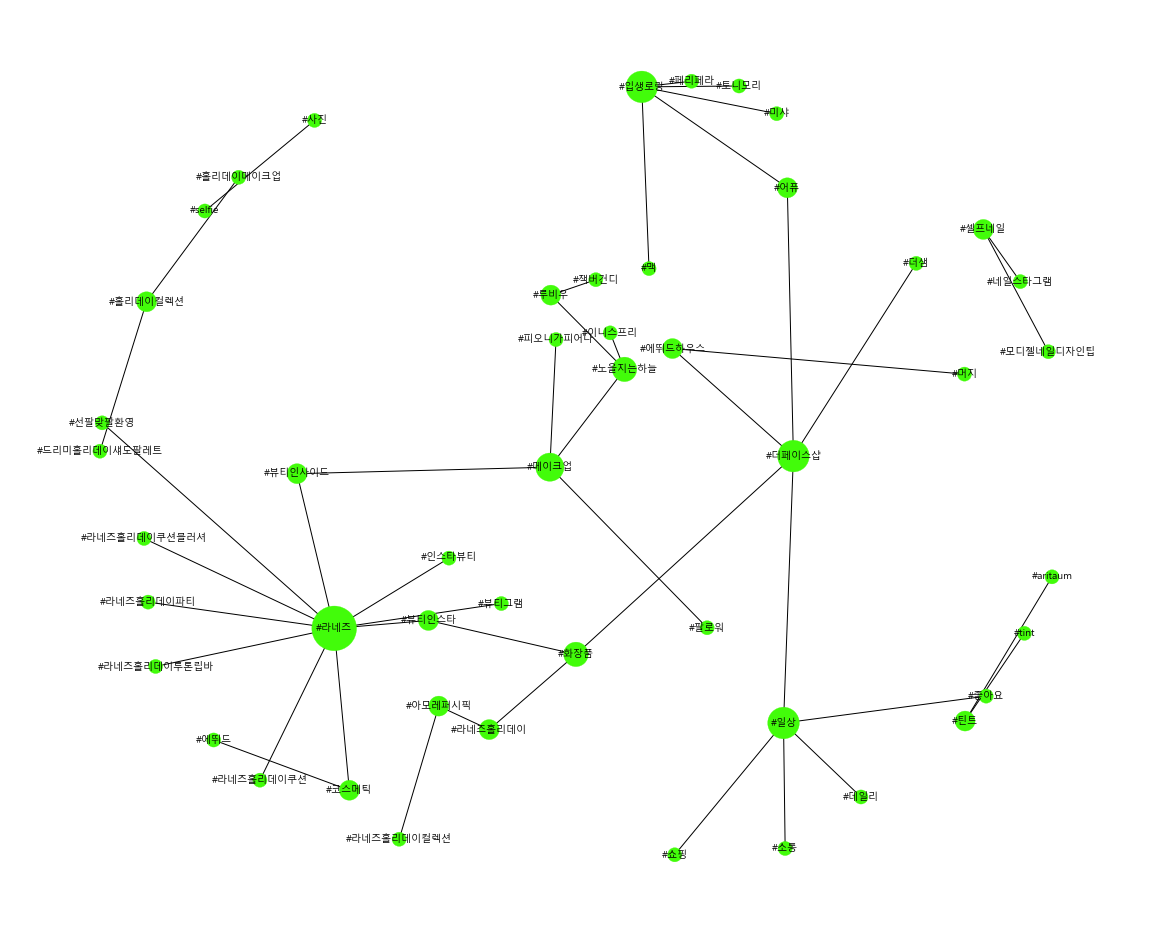 #페리페라
#입생로랑
#토니모리
#미샤
#사진
#홀리데이메이크업
#어퓨
#selfie
#셀프네일
#더샘
#맥
#잭버건디
#네일스타그램
#루비우
#홀리데이컬렉션
#이니스프리
#피오니가피어나
#에뛰드하우스
#모디젤네일디자인팁
#노을지는하늘
#머지
#선팔맞팔환영
#드리미홀리데이섀도팔레트
#더페이스샵
#메이크업
#뷰티인사이드
#라네즈홀리데이쿠션블러셔
#인스타뷰티
#aritaum
#라네즈홀리데이파티
#뷰티그램
#뷰티인스타
#라네즈
#팔로워
#tint
#화장품
#라네즈홀리데이투톤립바
#좋아요
#아모레퍼시픽
#틴트
#일상
#라네즈홀리데이
#에뛰드
#라네즈홀리데이쿠션
#코스메틱
#데일리
#라네즈홀리데이컬렉션
#소통
#쇼핑